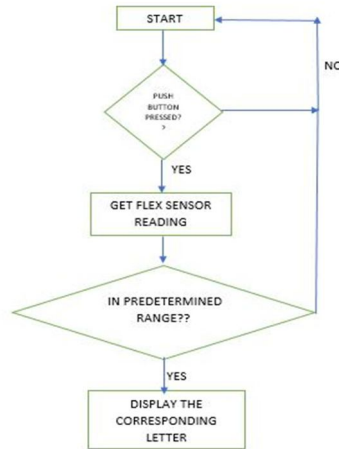 START
NO
PUSH
BUTTON
PRESSED?
?
YES
GET FLEX SENSOR
READING
IN PREDETERMINED
RANGE??
YES
DISPLAY THE
CORRESPONDING
LETTER